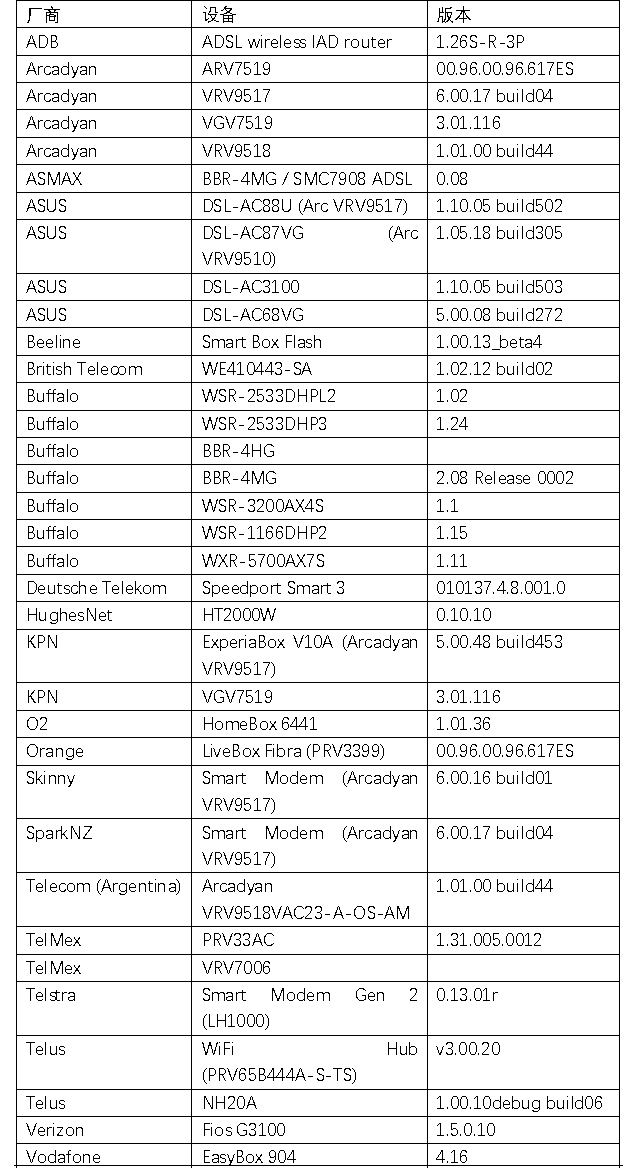 厂商 设备 版本
ADB ADSL wireless IAD router 1.26S-R-3P
Arcadyan ARV7519 00.96.00.96.617ES
Arcadyan VRV9517 6.00.17 build04
Arcadyan VGV7519 3.01.116
Arcadyan VRV9518 1.01.00 build44
ASMAX BBR-4MG / SMC7908 ADSL 0.08
ASUS DSL-AC88U (Arc VRV9517) 1.10.05 build502
ASUS DSL-AC87VG (Arc 1.05.18 build305
VRV9510)
ASUS DSL-AC3100 1.10.05 build503
ASUS DSL-AC68VG 5.00.08 build272
Beeline Smart Box Flash 1.00.13_beta4
British Telecom WE410443-SA 1.02.12 build02
Buffalo WSR-2533DHPL2 1.02
Buffalo WSR-2533DHP3 1.24
Buffalo BBR-4HG
Buffalo BBR-4MG 2.08 Release 0002
Buffalo WSR-3200AX4S 1.1
Buffalo WSR-1166DHP2 1.15
Buffalo WXR-5700AX7S 1.11
Deutsche Telekom Speedport Smart 3 010137.4.8.001.0
HughesNet HT2000W 0.10.10
KPN ExperiaBox V10A (Arcadyan 5.00.48 build453
VRV9517)
KPN VGV7519 3.01.116
O2 HomeBox 6441 1.01.36
Orange LiveBox Fibra (PRV3399) 00.96.00.96.617ES
Skinny Smart Modem (Arcadyan 6.00.16 build01
VRV9517)
SparkNZ Smart Modem (Arcadyan 6.00.17 build04
VRV9517)
Telecom (Argentina) Arcadyan 1.01.00 build44
VRV9518VAC23-A-OS-AM
TelMex PRV33AC 1.31.005.0012
TelMex VRV7006
Telstra Smart Modem Gen 2 0.13.01r
(LH1000)
Telus WiFi Hub v3.00.20
(PRV65B444A-S-TS)
Telus NH20A 1.00.10debug build06
Verizon Fios G3100 1.5.0.10
Vodafone EasyBox 904 4.16